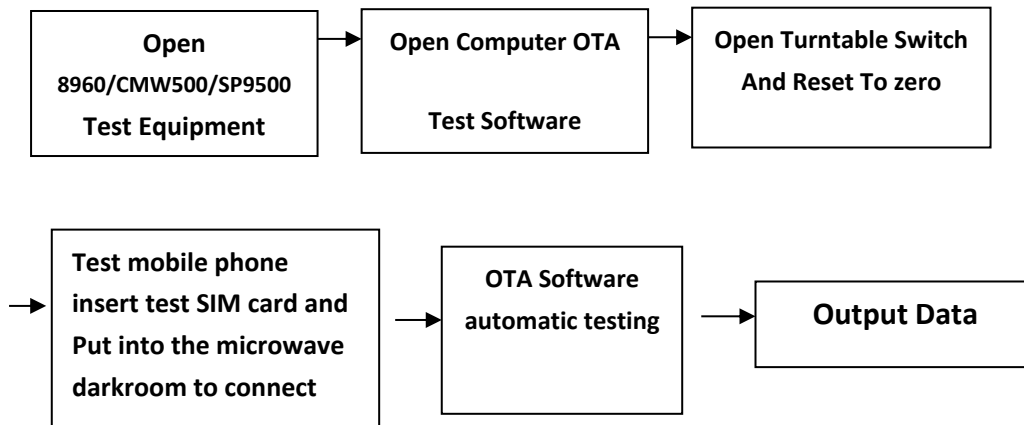 Open
8960/CMW500/SP9500
Test Equipment
Open Computer OTA
Test Software
Open Turntable Switch
And Reset To zero
Test mobile phone
insert test SIM card and
Put into the microwave
darkroom to connect
OTA Software
automatic testing
Output Data